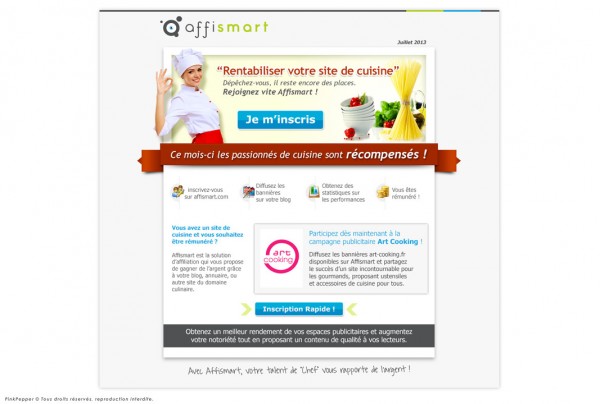 affismart
Juillet 2013
“Rentabiliser votre site de cuisine”
Dépêchez-vous, il reste encore des places.
Rejoignez vite Affismart !
Je m’inscris
Ce mois-ci les passionnés de cuisine sont récompensés !
inscrivez-vous
sur affismart.com
Diffusez les
bannières
sur votre blog
Obtenez des
statistiques sur
les performances
Vous êtes
rémunéré !
Vous avez un site de
cuisine et vous souhaitez
être rémunéré ?
Affismart est la solution
d’affiliation qui vous propose
de gagner de l’argent grâce
à votre blog, annuaire, ou
autre site du domaine
culinaire.
art
cooking
Participez dès maintenant à la
campagne publicitaire Art Cooking !
Diffusez les bannières art-cooking.fr
disponibles sur Affismart et partagez
le succès d’un site incontournable pour
les gourmands, proposant ustensiles
et accessoires de cuisine pour tous.
Inscription Rapide !
Obtenez un meilleur rendement de vos espaces publicitaires et augmentez
votre notoriété tout en proposant un contenu de qualité à vos lecteurs.
Avec Affismart, votre talent de "Chef" vous rapporte de l'argent !
PinkPepper © Tous droits réservés, reproduction interdite.